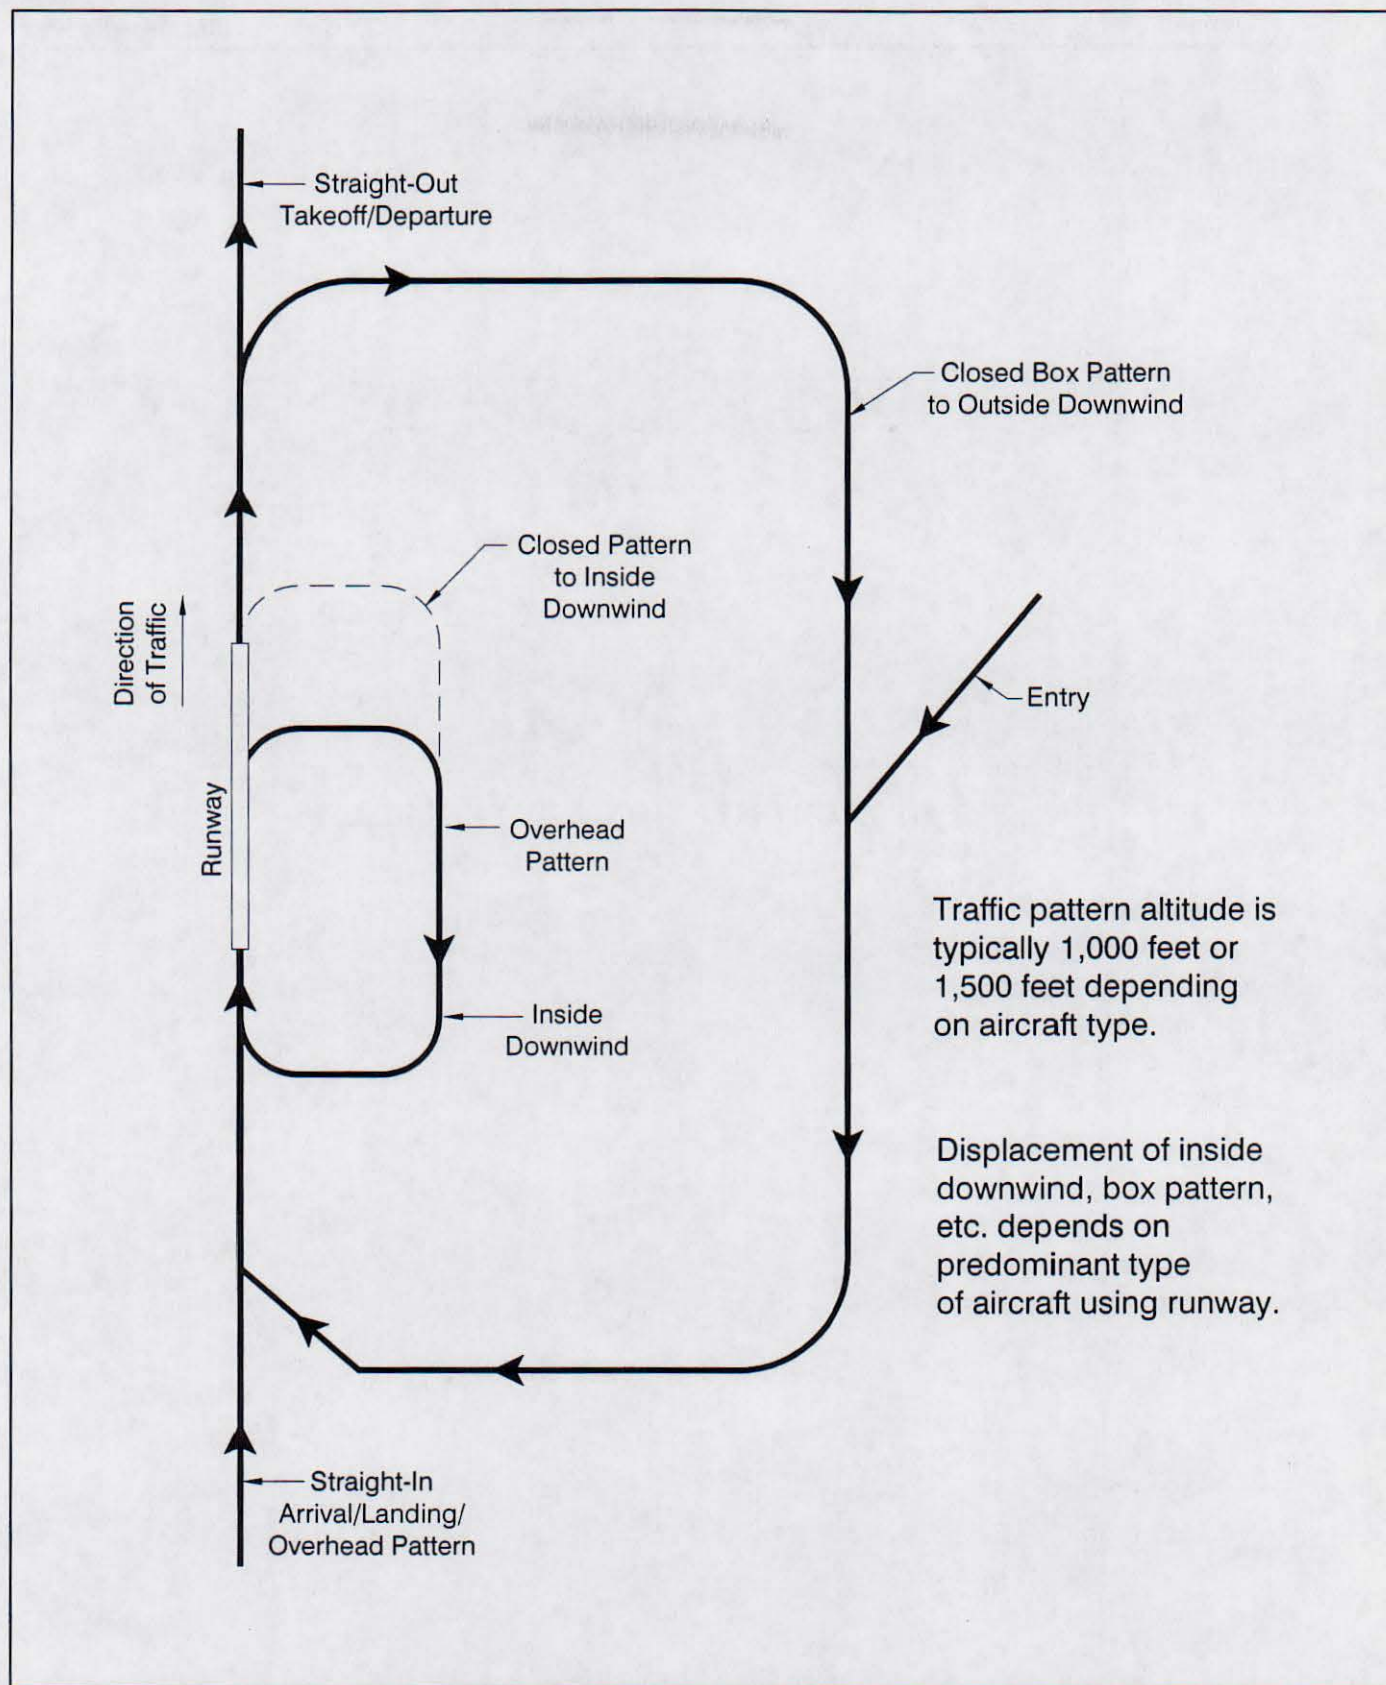 Straight-Out
Takeoff/Departure
Closed Box Pattern
to Outside Downwind
Closed Pattern
to Inside
Downwind
Direction
of Traffic
Entry
Runway
Overhead
Pattern
Traffic pattern altitude is
typically 1,000 feet or
1,500 feet depending
on aircraft type.
Inside
Downwind
Displacement of inside
downwind, box pattern,
etc. depends on
predominant type
of aircraft using runway.
Straight-In
Arrival/Landing/
Overhead Pattern